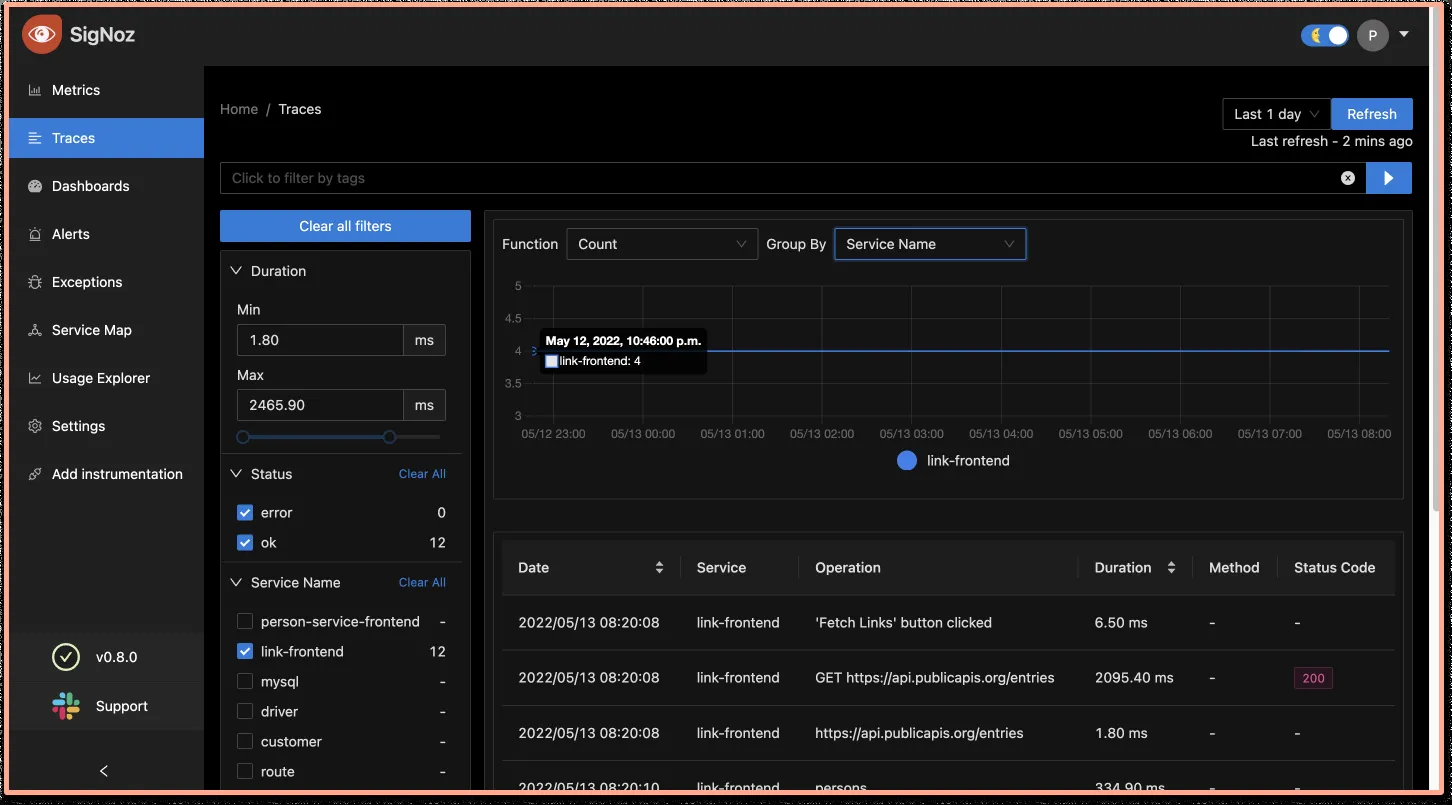 SigNoz
P
Metrics
Traces
Dashboards
Alerts
Exceptions
Service Map
Usage Explorer
Settings
Add instrumentation
v0.8.0
Support
Home / Traces
Last 1 day
Refresh
Last refresh - 2 mins ago
Click to filter by tags
Clear all filters
Duration
Min
1.80 ms
Max
2465.90 ms
Status Clear All
error 0
ok 12
Service Name Clear All
person-service-frontend -
link-frontend 12
mysql -
driver -
customer -
route -
Function Count Group By Service Name
5
4.5
4
3.5
3
May 12, 2022, 10:46:00 p.m.
link-frontend: 4
05/12 23:00 05/13 00:00 05/13 01:00 05/13 02:00 05/13 03:00 05/13 04:00 05/13 05:00 05/13 06:00 05/13 07:00 05/13 08:00
link-frontend
Date Service Operation Duration Method Status Code
2022/05/13 08:20:08 link-frontend 'Fetch Links' button clicked 6.50 ms - -
2022/05/13 08:20:08 link-frontend GET https://api.publicapis.org/entries 2095.40 ms - 200
2022/05/13 08:20:08 link-frontend https://api.publicapis.org/entries 1.80 ms - -
2022/05/13 08:20:10 link-frontend persons 334.90 ms - -